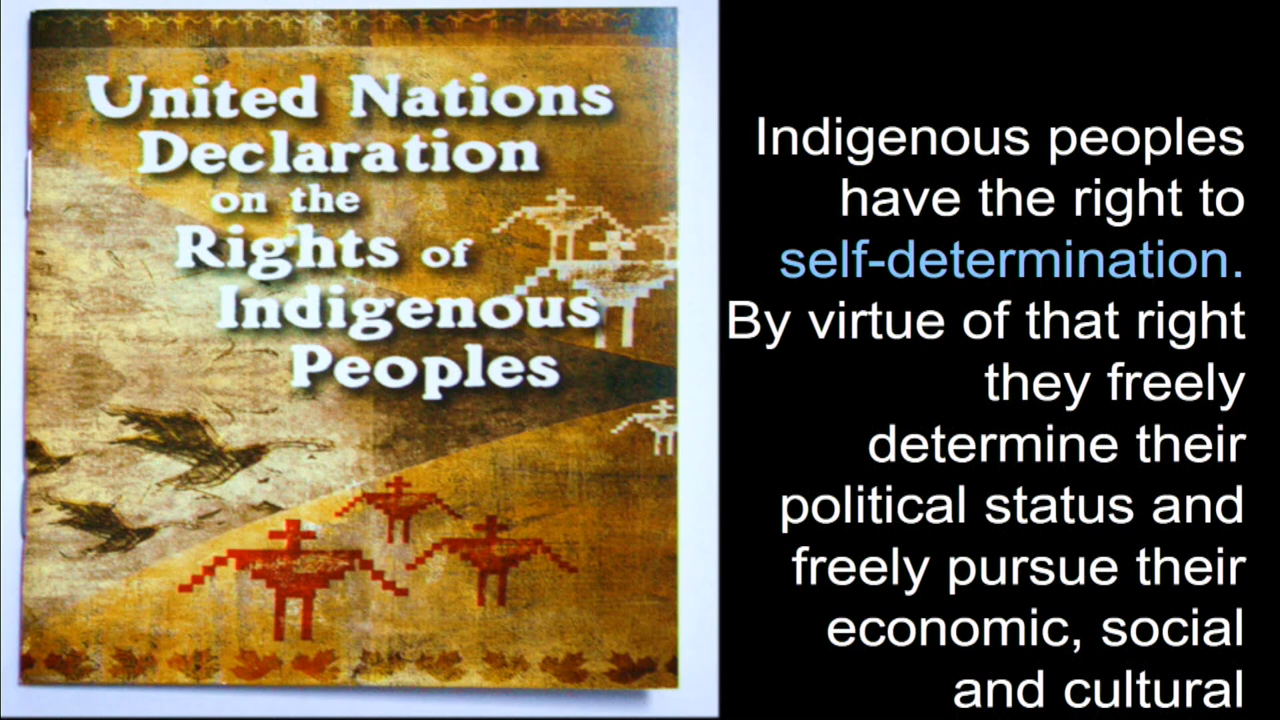 United Nations
Declaration
on the
Rights of
Indigenous
Peoples
Indigenous peoples
have the right to
self-determination.
By virtue of that right
they freely
determine their
political status and
freely pursue their
economic, social
and cultural